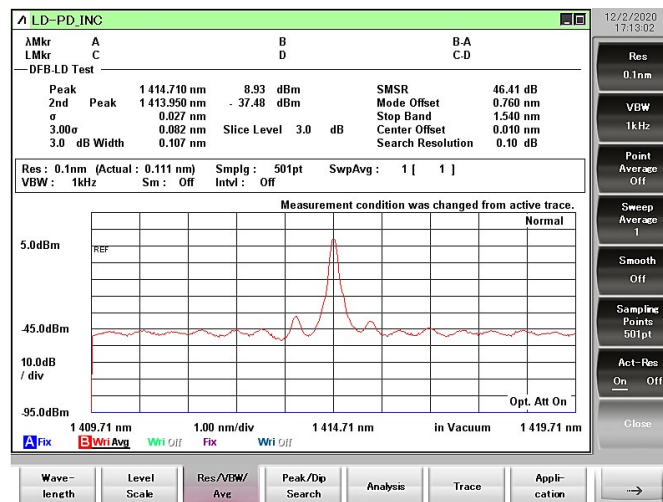 LD-PD_INC
12/2/2020
17:13:02
λMkr A B B-A
LMkr C D C-D
DFB-LD Test
Peak 1 414.710 nm 8.93 dBm SMSR 46.41 dB
2nd Peak 1 413.950 nm - 37.48 dBm Mode Offset 0.760 nm
σ 0.027 nm Stop Band 1.540 nm
3.00σ 0.082 nm Slice Level 3.0 dB Center Offset 0.010 nm
3.0 dB Width 0.107 nm Search Resolution 0.10 dB
Res : 0.1nm (Actual : 0.111 nm) Smplg : 501pt SwpAvg : 1 [ 1 ]
VBW : 1kHz Sm : Off Intvl : Off
Measurement condition was changed from active trace.
Normal
5.0dBm
REF
-45.0dBm
10.0dB
/ div
Opt. Att On
-95.0dBm
1 409.71 nm 1.00 nm/div 1 414.71 nm in Vacuum 1 419.71 nm
A Fix B Wri Avg Wri Off Fix Wri Off
Res
0.1nm
VBW
1kHz
Point
Average
Off
Sweep
Average
1
Smooth
Off
Sampling
Points
501pt
Act-Res
On Off
Close
Wave-
length
Level
Scale
Res/VBW/
Avg
Peak/Dip
Search
Analysis
Trace
Appli-
cation